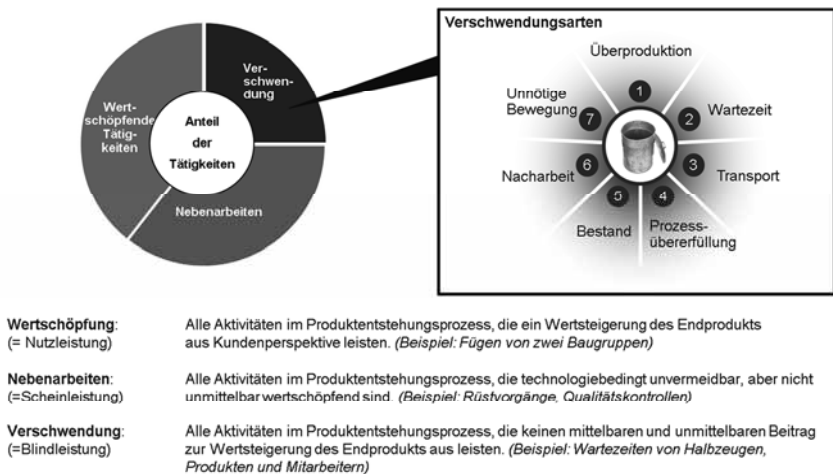 Ver-
schwen-
dung
Wert-
schöpfende
Tätig-
keiten
Anteil
der
Tätigkeiten
Nebenarbeiten
Verschwendungsarten
Überproduktion
1
Unnötige
Bewegung
7
2
Wartezeit
Nacharbeit
6
3
Transport
5
4
Bestand
Prozess-
übererfüllung
Wertschöpfung:
(= Nutzleistung)
Alle Aktivitäten im Produktentstehungsprozess, die ein Wertsteigerung des Endprodukts
aus Kundenperspektive leisten. (Beispiel: Fügen von zwei Baugruppen)
Nebenarbeiten:
(=Scheinleistung)
Alle Aktivitäten im Produktentstehungsprozess, die technologiebedingt unvermeidbar, aber nicht
unmittelbar wertschöpfend sind. (Beispiel: Rüstvorgänge, Qualitätskontrollen)
Verschwendung:
(=Blindleistung)
Alle Aktivitäten im Produktentstehungsprozess, die keinen mittelbaren und unmittelbaren Beitrag
zur Wertsteigerung des Endprodukts aus leisten. (Beispiel: Wartezeiten von Halbzeugen,
Produkten und Mitarbeitern)